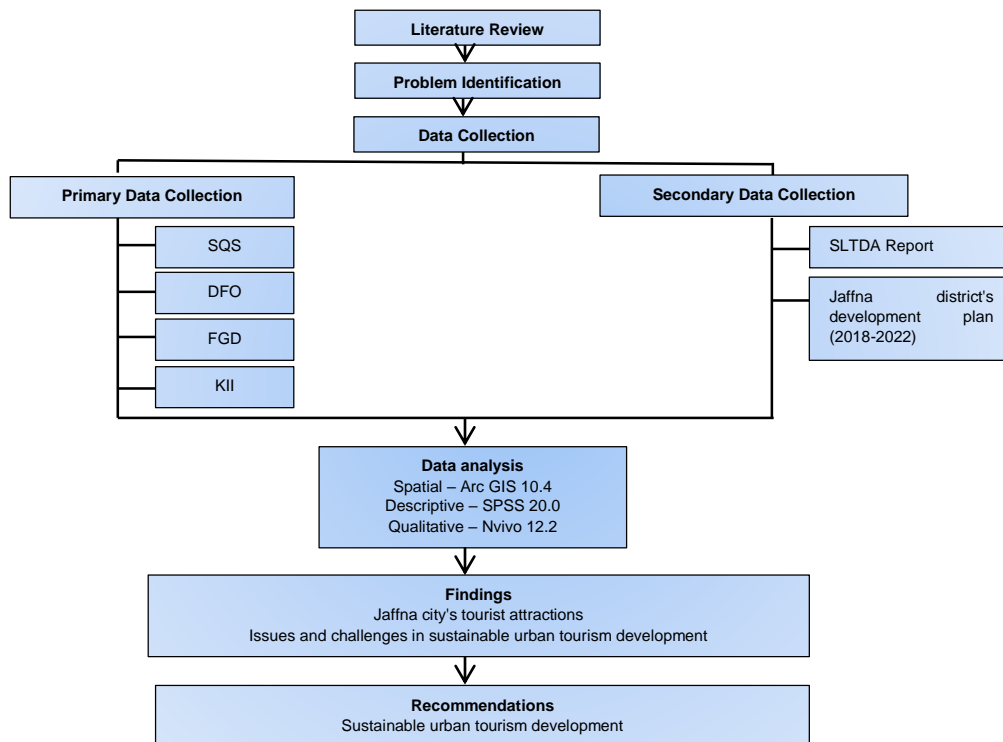 Literature Review
Problem Identification
Data Collection
Primary Data Collection
SQS
DFO
FGD
KII
Secondary Data Collection
SLTDA Report
Jaffna district's
development plan
(2018-2022)
Data analysis
Spatial – Arc GIS 10.4
Descriptive – SPSS 20.0
Qualitative – Nvivo 12.2
Findings
Jaffna city's tourist attractions
Issues and challenges in sustainable urban tourism development
Recommendations
Sustainable urban tourism development